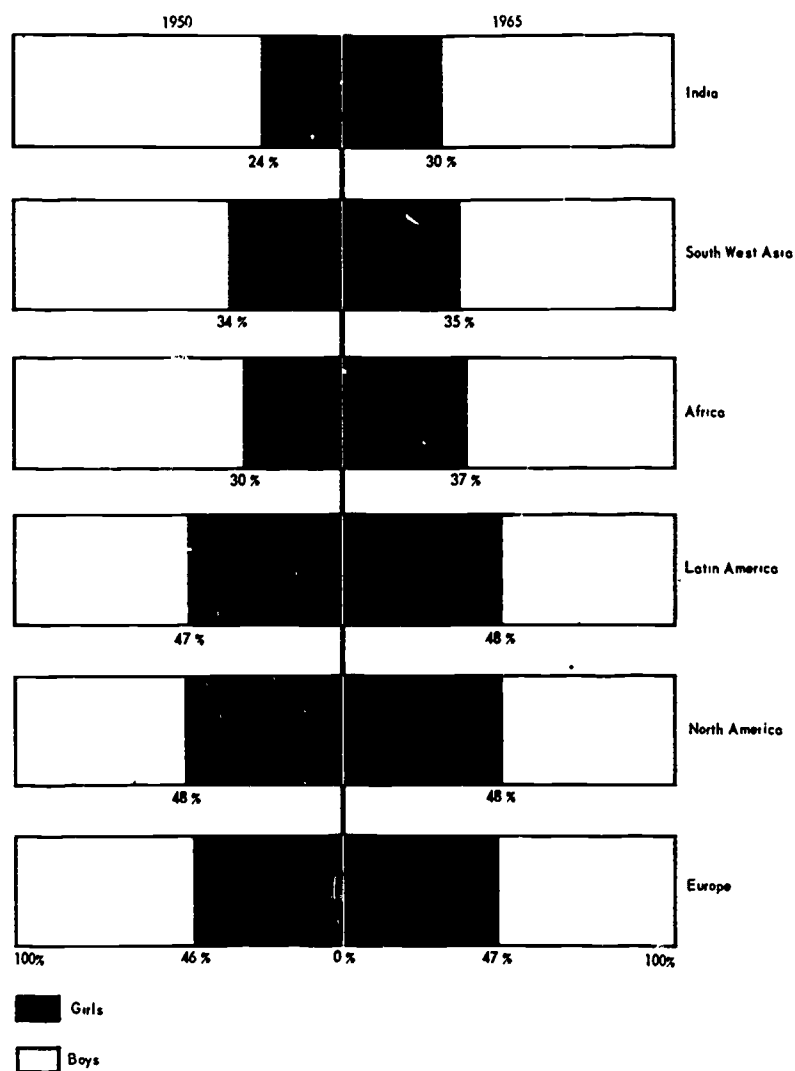 1950 1965
India
24 % 30 %
South West Asia
34 % 35 %
Africa
30 % 37 %
Latin America
47 % 48 %
North America
48 % 48 %
Europe
100% 46 % 0 % 47 % 100%
Girls
Boys